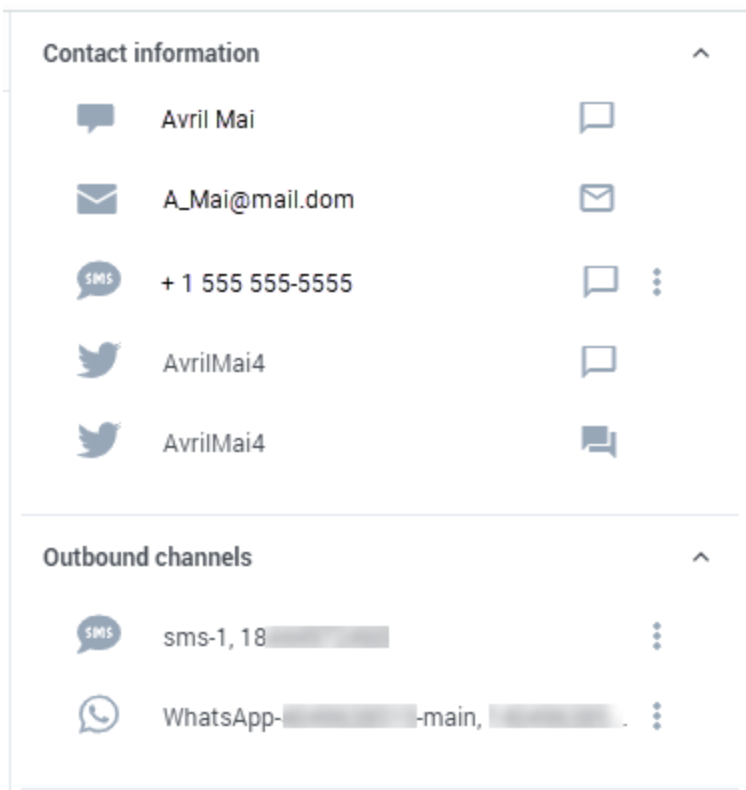 Contact information
Avril Mai
A_Mai@mail.dom
SMS + 1 555 555-5555
AvrilMai4
AvrilMai4
Outbound channels
SMS sms-1, 18
WhatsApp- -main, .